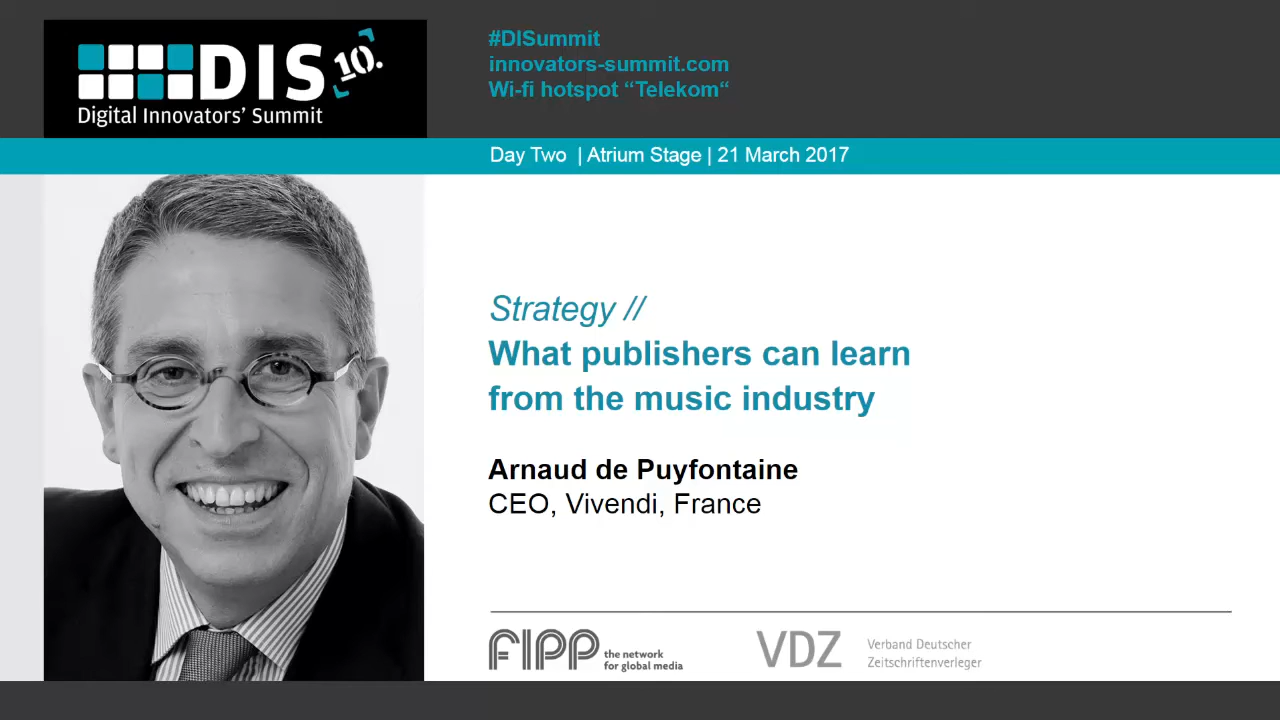 DIS 10.
Digital Innovators’ Summit
#DISummit
innovators-summit.com
Wi-fi hotspot “Telekom“
Day Two | Atrium Stage | 21 March 2017
Strategy //
What publishers can learn
from the music industry
Arnaud de Puyfontaine
CEO, Vivendi, France
FIPP the network
for global media
VDZ Verband Deutscher
Zeitschriftenverleger